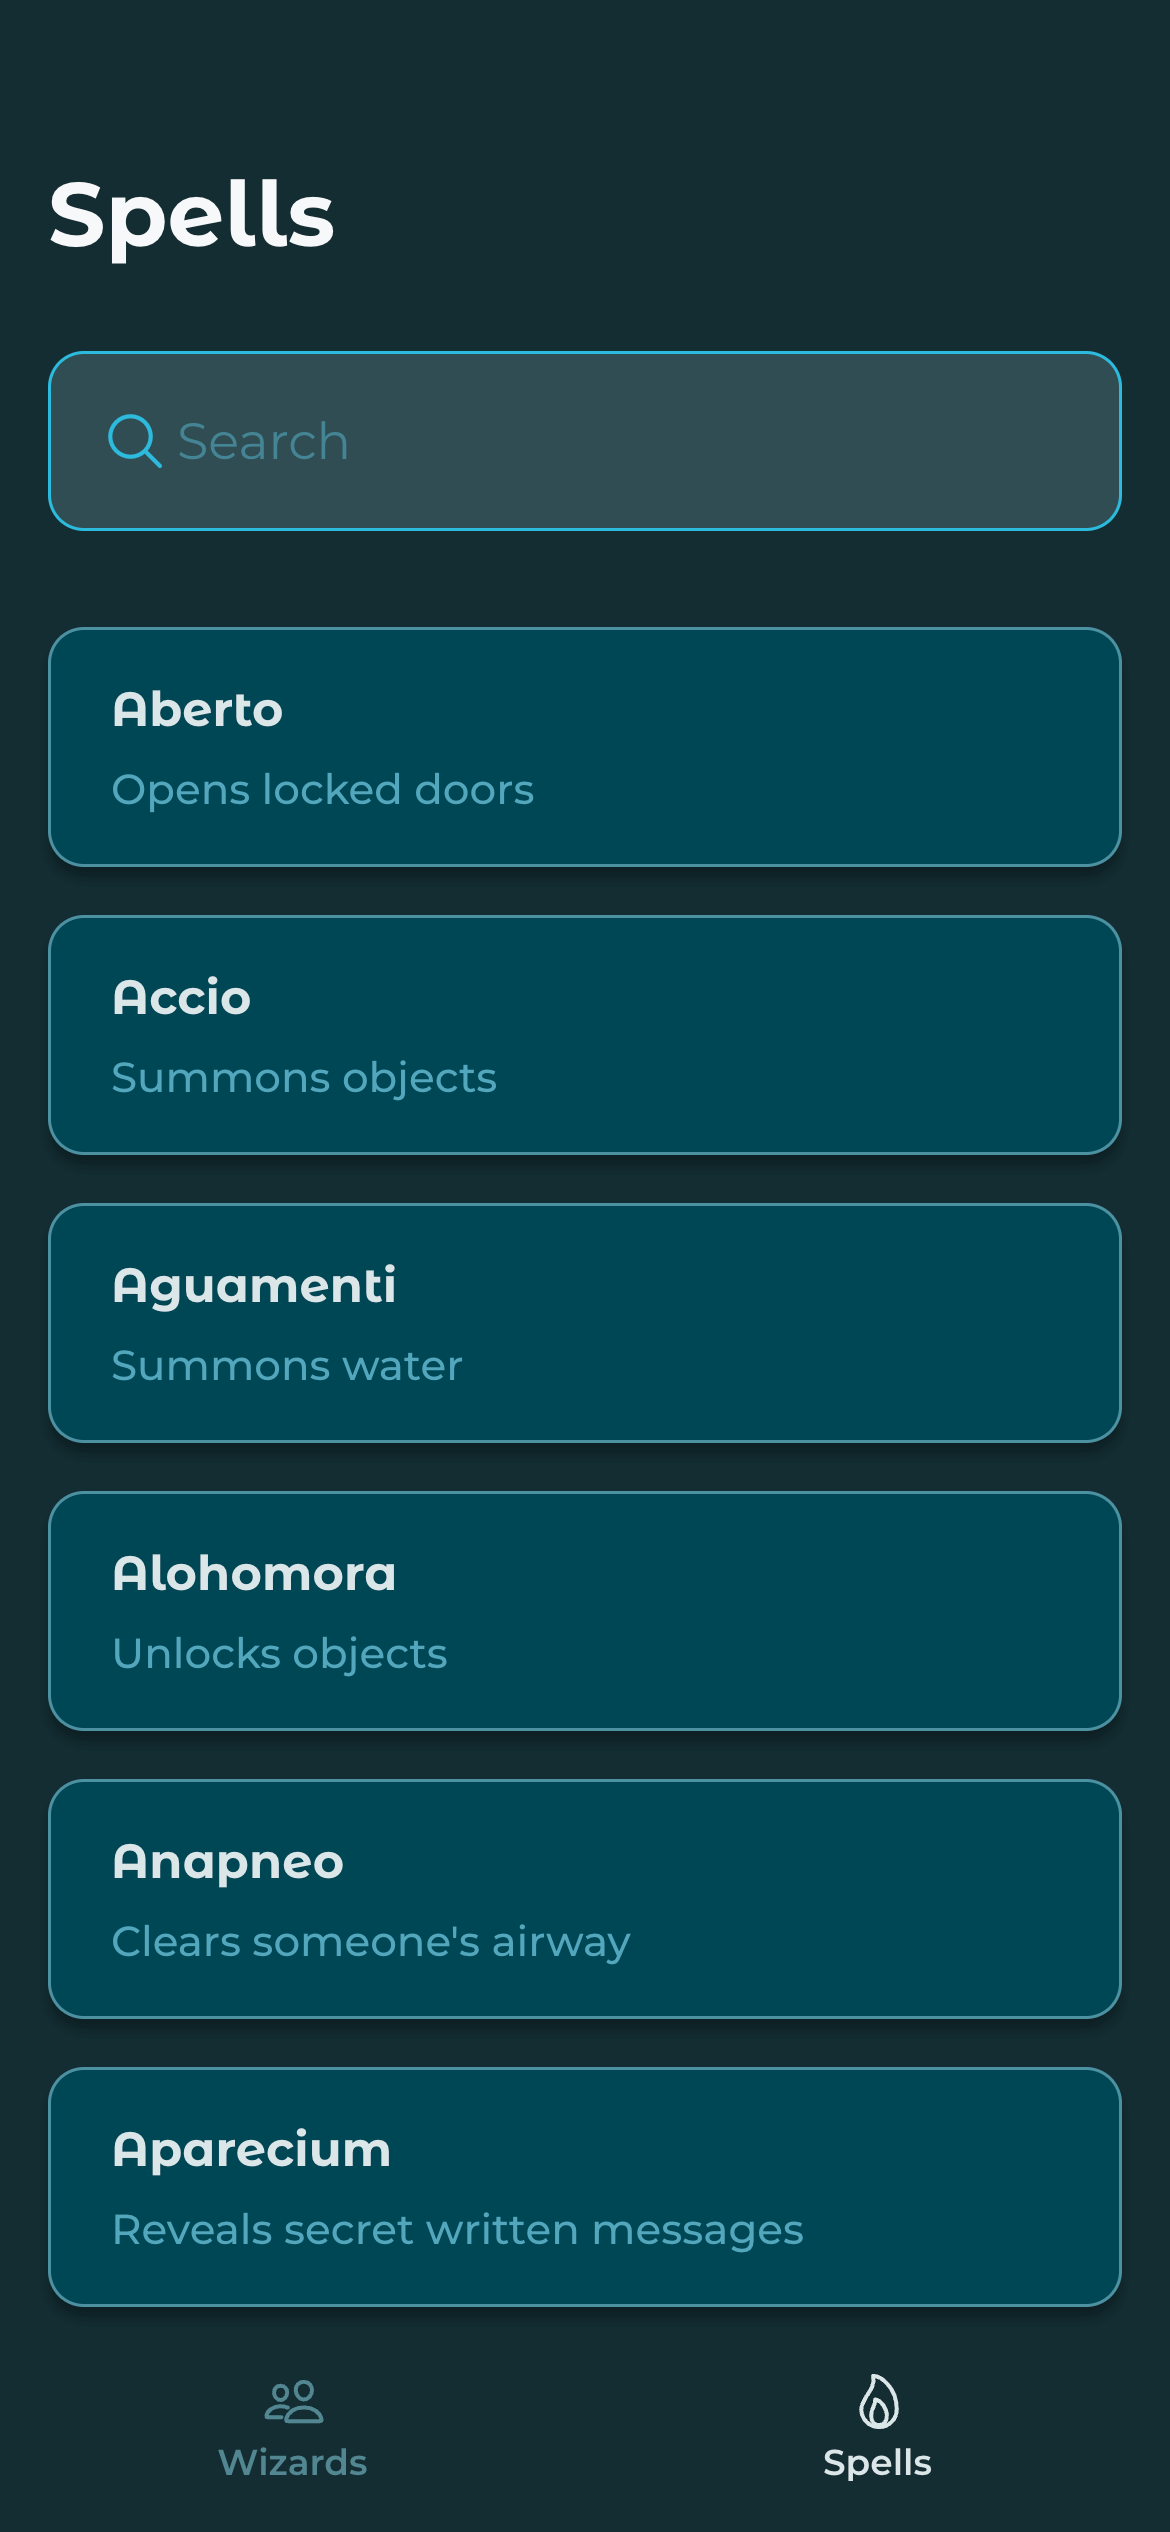 Spells
Search
Aberto
Opens locked doors
Accio
Summons objects
Aguamenti
Summons water
Alohomora
Unlocks objects
Anapneo
Clears someone's airway
Aparecium
Reveals secret written messages
Wizards
Spells